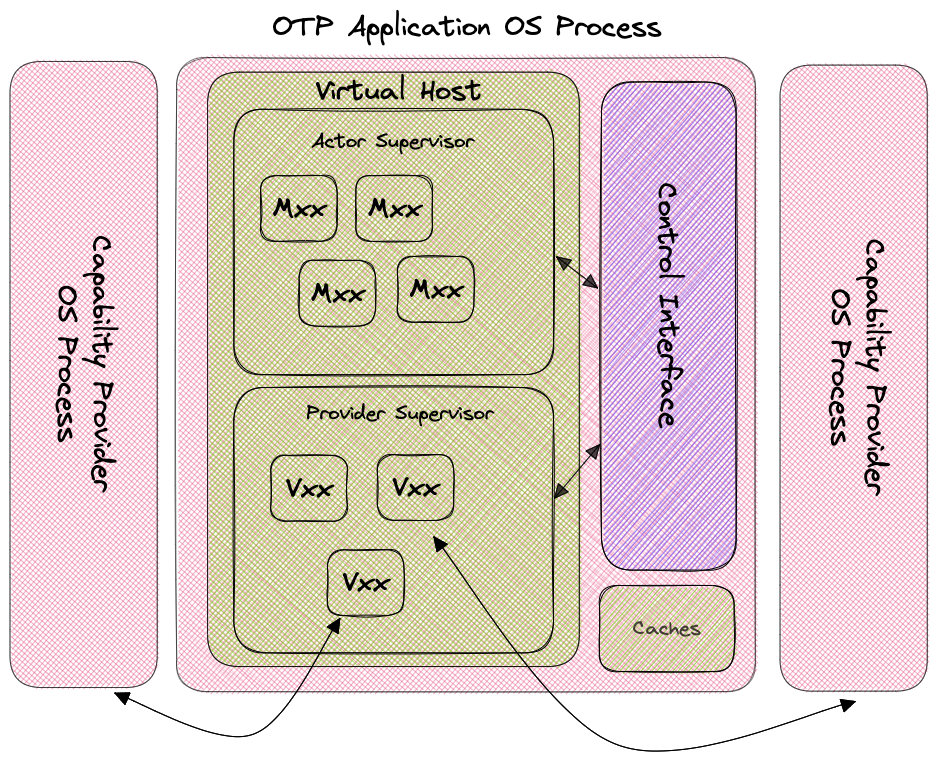 OTP Application OS Process
Capability Provider
OS Process
Virtual Host
Actor Supervisor
Mxx
Mxx
Mxx
Mxx
Provider Supervisor
Vxx
Vxx
Vxx
Control Interface
Caches
Capability Provider
OS Process